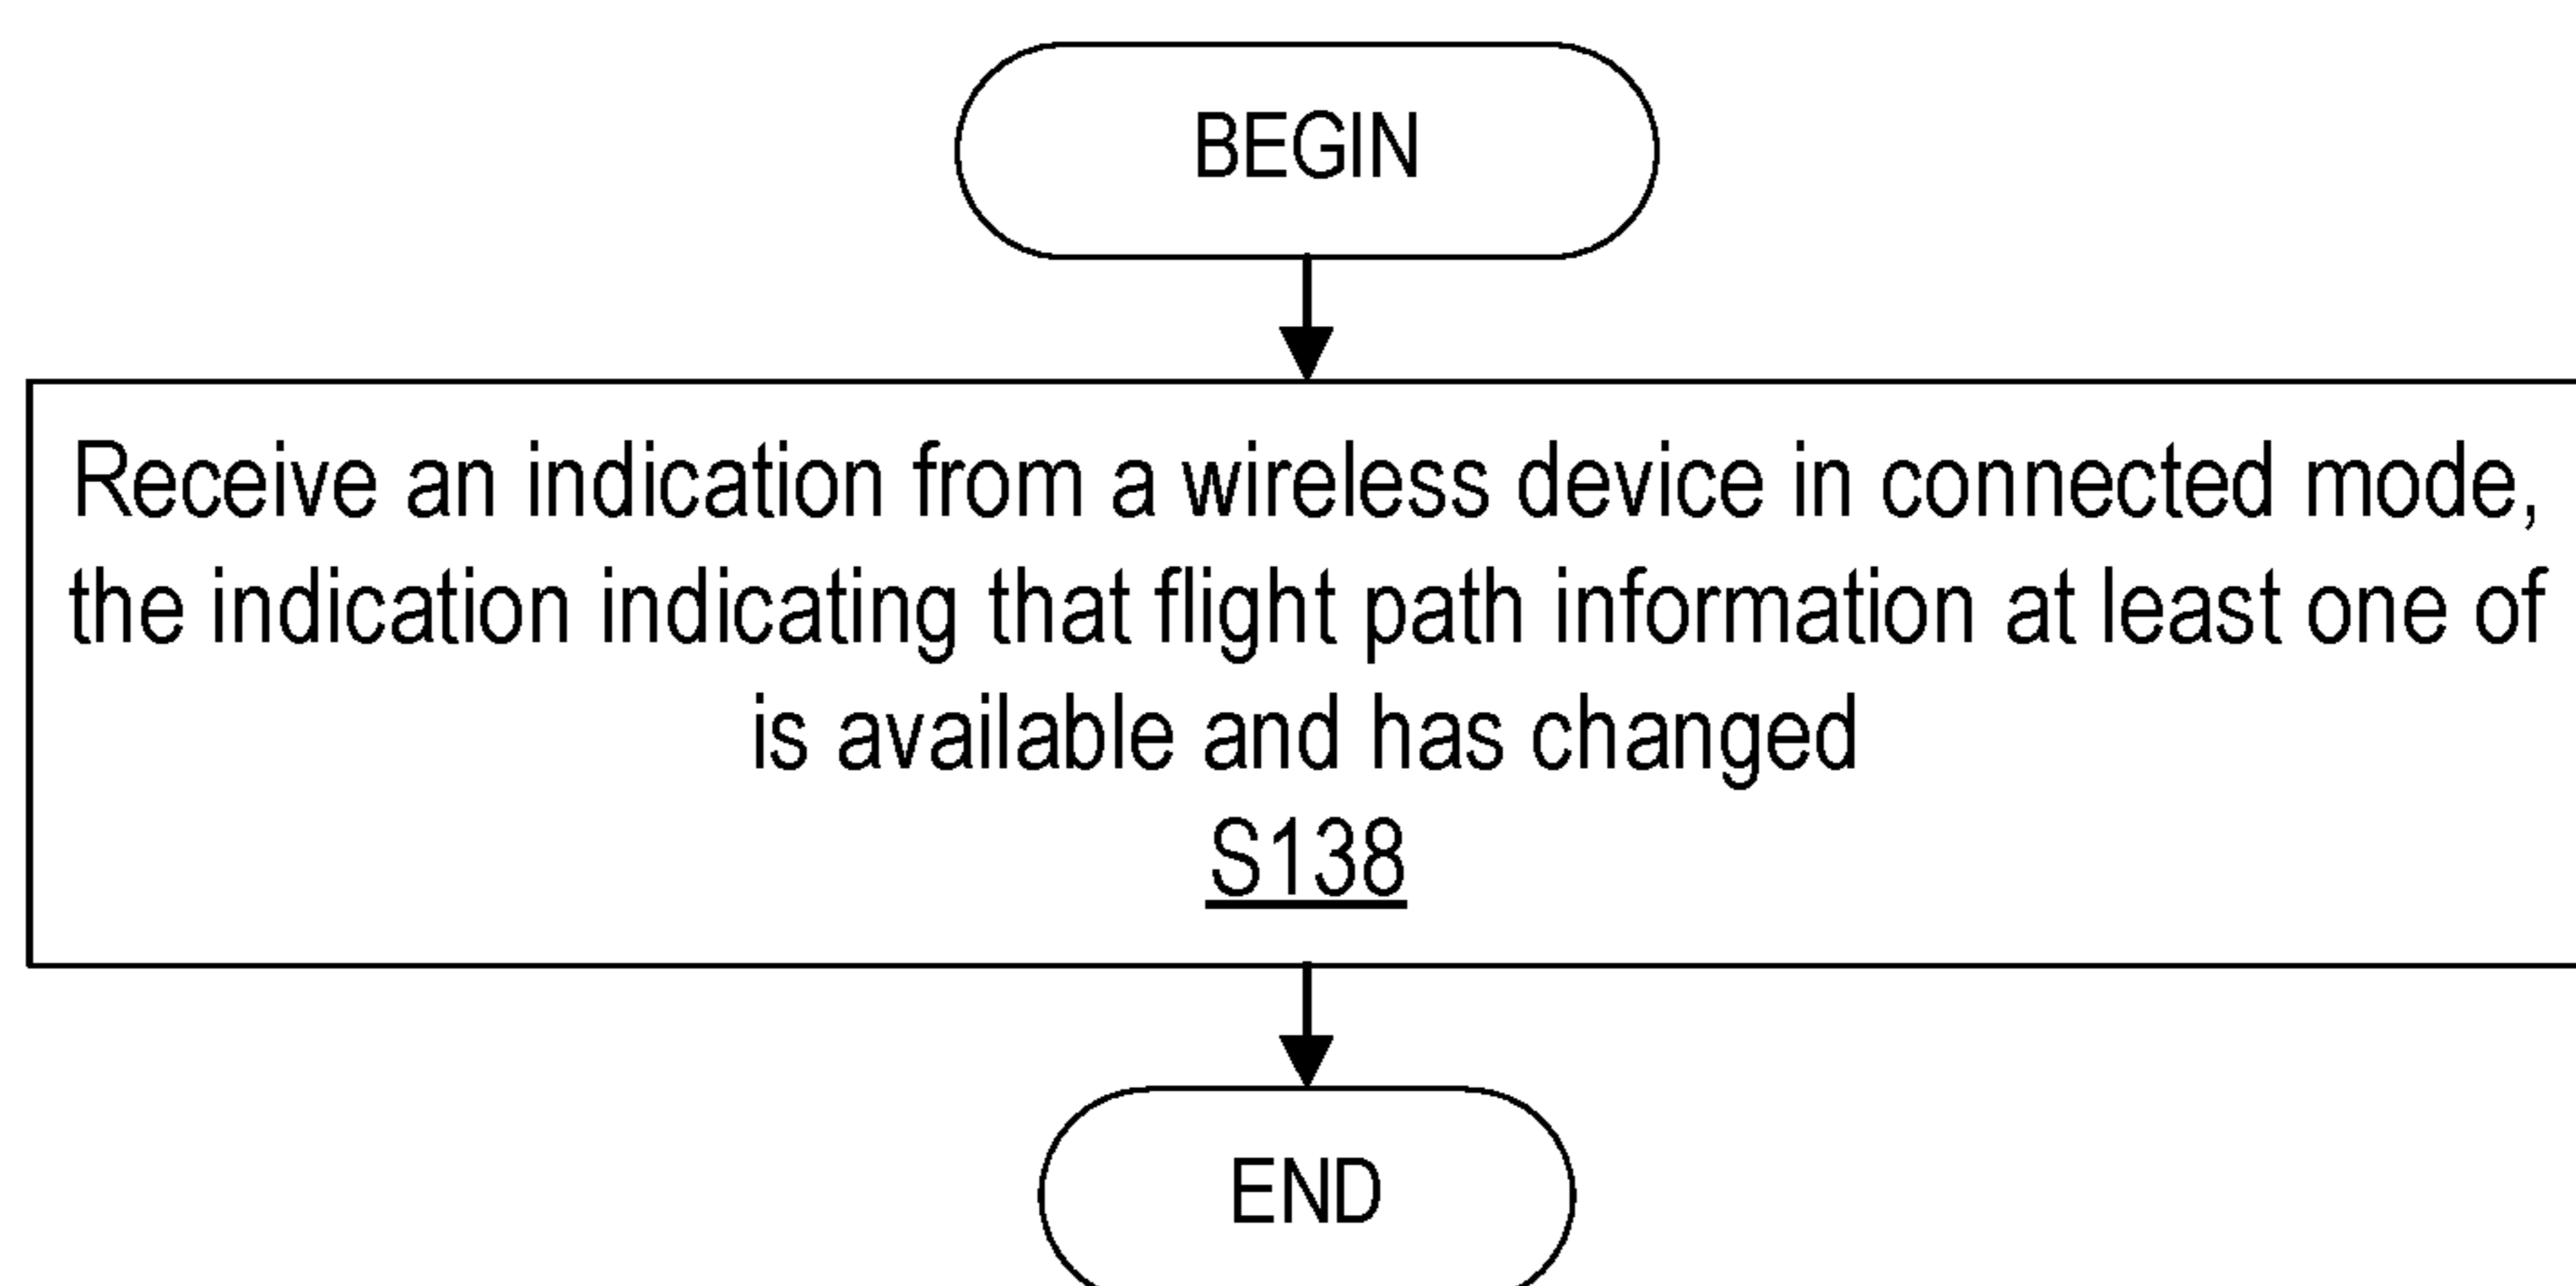 BEGIN
Receive an indication from a wireless device in connected mode,
the indication indicating that flight path information at least one of
is available and has changed
S138
END